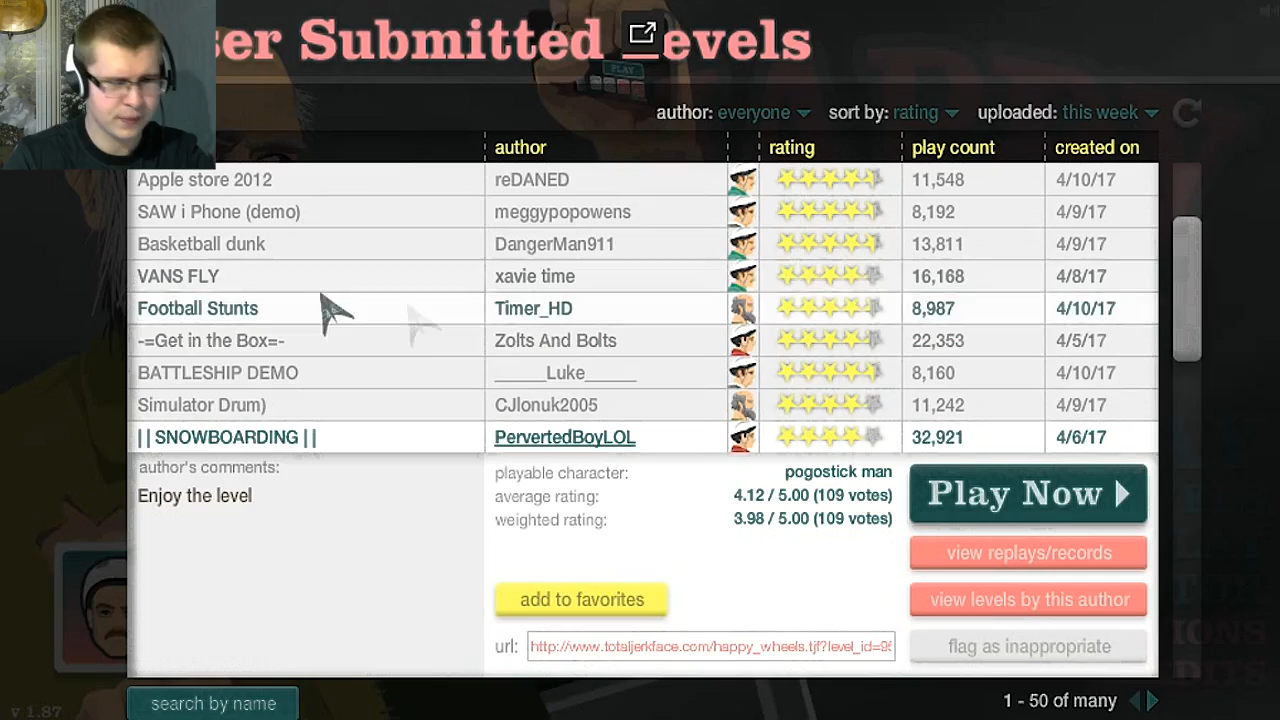 ser Submitted Levels
author: everyone sort by: rating uploaded: this week
author rating play count created on
Apple store 2012 reDANED 11,548 4/10/17
SAW i Phone (demo) meggypopowens 8,192 4/9/17
Basketball dunk DangerMan911 13,811 4/9/17
VANS FLY xavie time 16,168 4/8/17
Football Stunts Timer_HD 8,987 4/10/17
-=Get in the Box=- Zolts And Bolts 22,353 4/5/17
BATTLESHIP DEMO _____Luke______ 8,160 4/10/17
Simulator Drum) CJlonuk2005 11,242 4/9/17
||SNOWBOARDING|| PervertedBoyLOL 32,921 4/6/17
author's comments:
Enjoy the level
playable character: pogostick man
average rating: 4.12 / 5.00 (109 votes)
weighted rating: 3.98 / 5.00 (109 votes)
add to favorites
url: http://www.totaljerkface.com/happy_wheels.tjf?level_id=9
Play Now
view replays/records
view levels by this author
flag as inappropriate
search by name
1 - 50 of many
v 1.87
PLAY